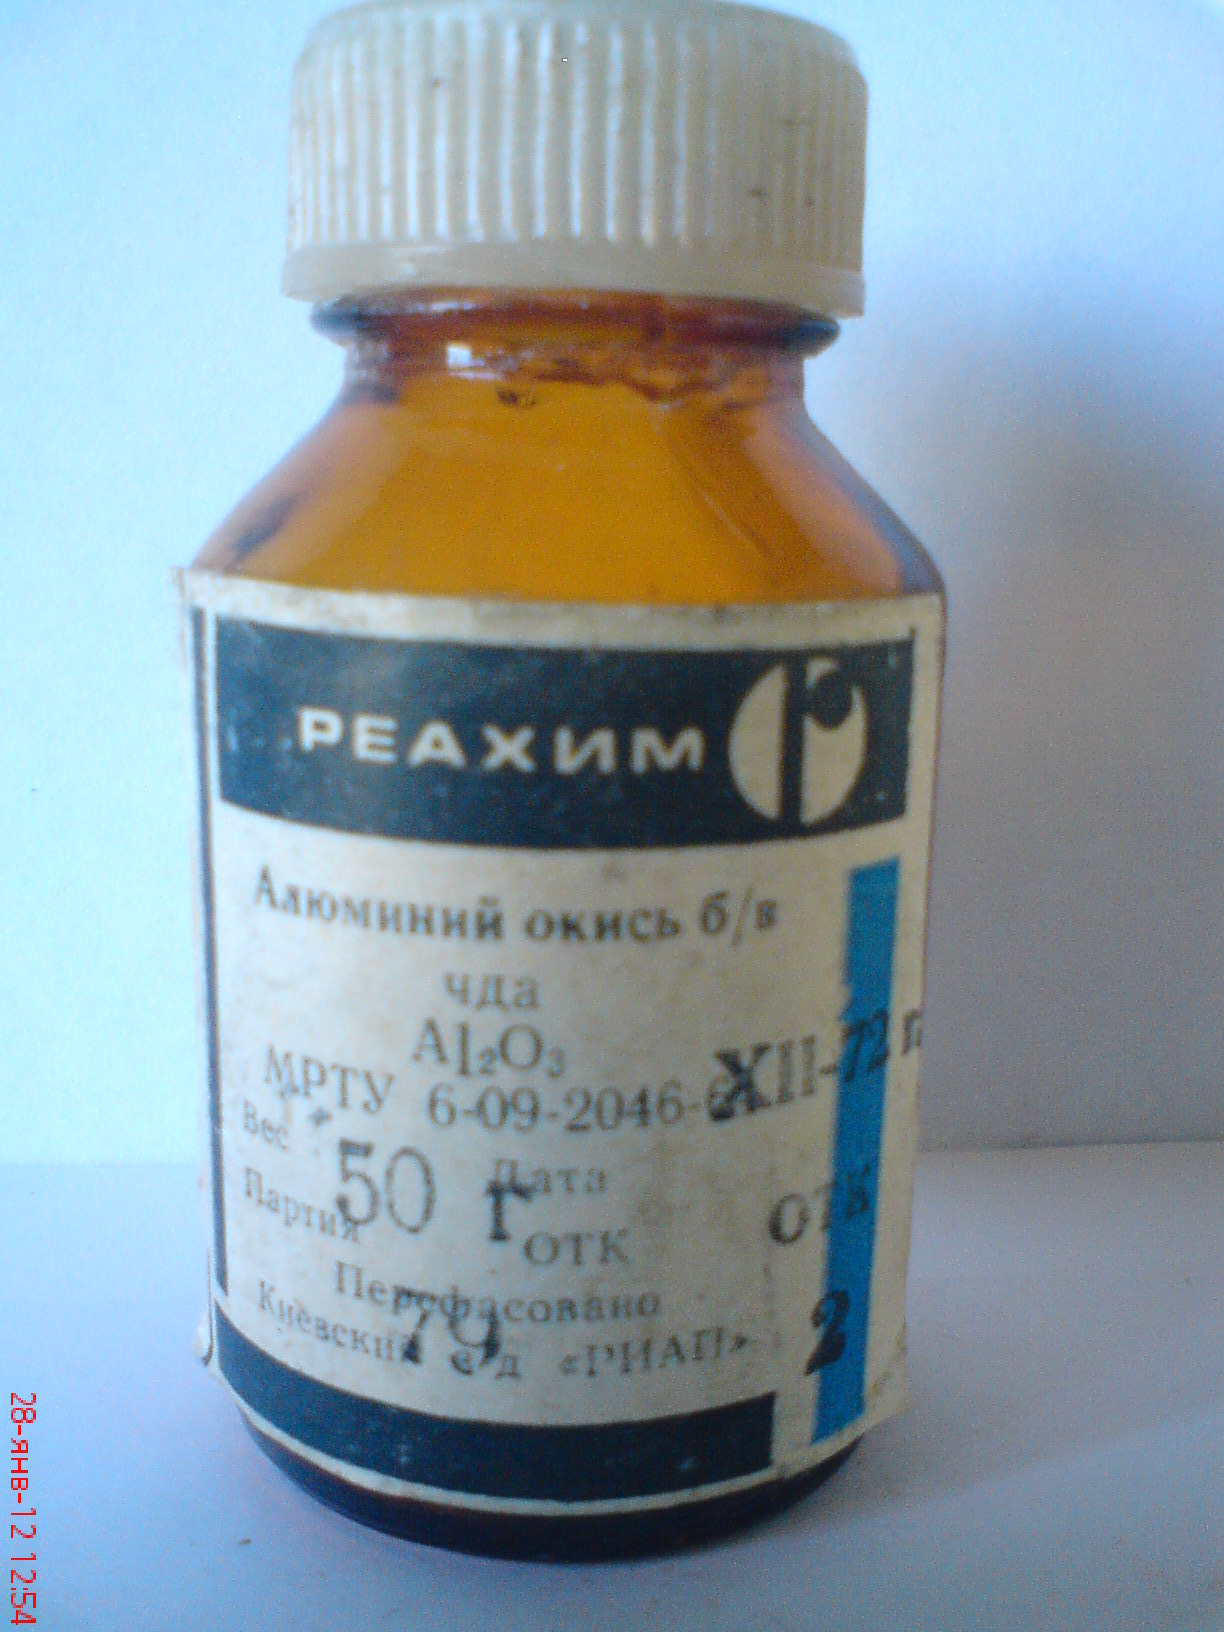 РЕАХИМ
Алюминий окись б/в
чда
Al₂O₃
МРТУ 6-09-2046-
XII-72 г.
Вес 50 г Дата
Партия 79 ОТК
ОТК
2
Перефасовано
Киевский з-д «РИАП»
28-янв-12 12:54